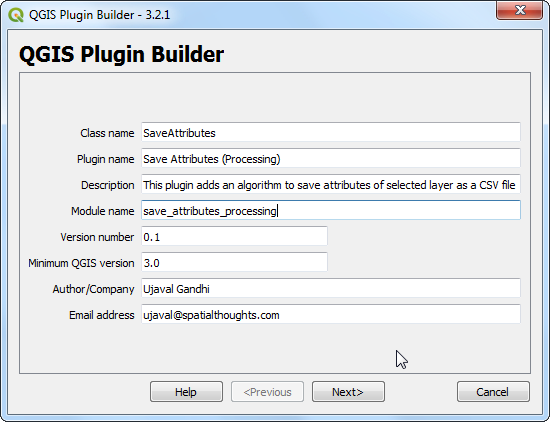 QGIS Plugin Builder - 3.2.1
QGIS Plugin Builder
Class name SaveAttributes
Plugin name Save Attributes (Processing)
Description This plugin adds an algorithm to save attributes of selected layer as a CSV file
Module name save_attributes_processing
Version number 0.1
Minimum QGIS version 3.0
Author/Company Ujaval Gandhi
Email address ujaval@spatialthoughts.com
Help <Previous Next> Cancel